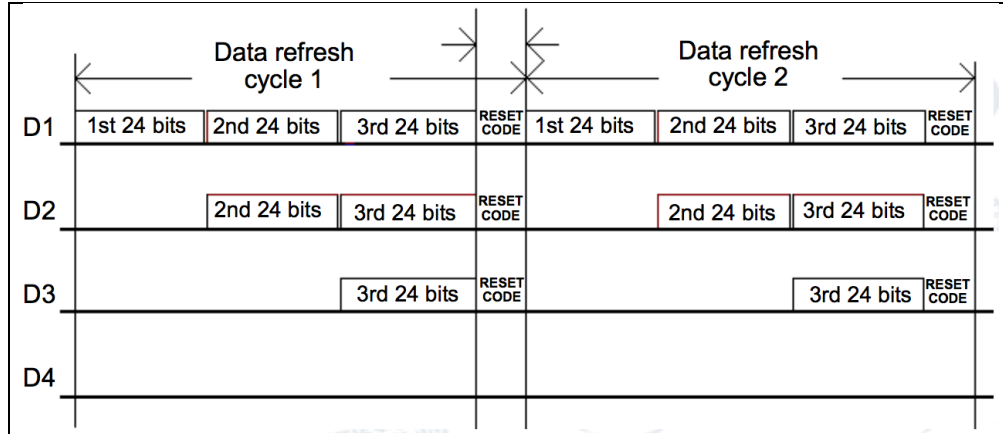 Data refresh
cycle 1
Data refresh
cycle 2
D1 1st 24 bits 2nd 24 bits 3rd 24 bits RESET CODE 1st 24 bits 2nd 24 bits 3rd 24 bits RESET CODE
D2 2nd 24 bits 3rd 24 bits RESET CODE 2nd 24 bits 3rd 24 bits RESET CODE
D3 3rd 24 bits RESET CODE 3rd 24 bits RESET CODE
D4